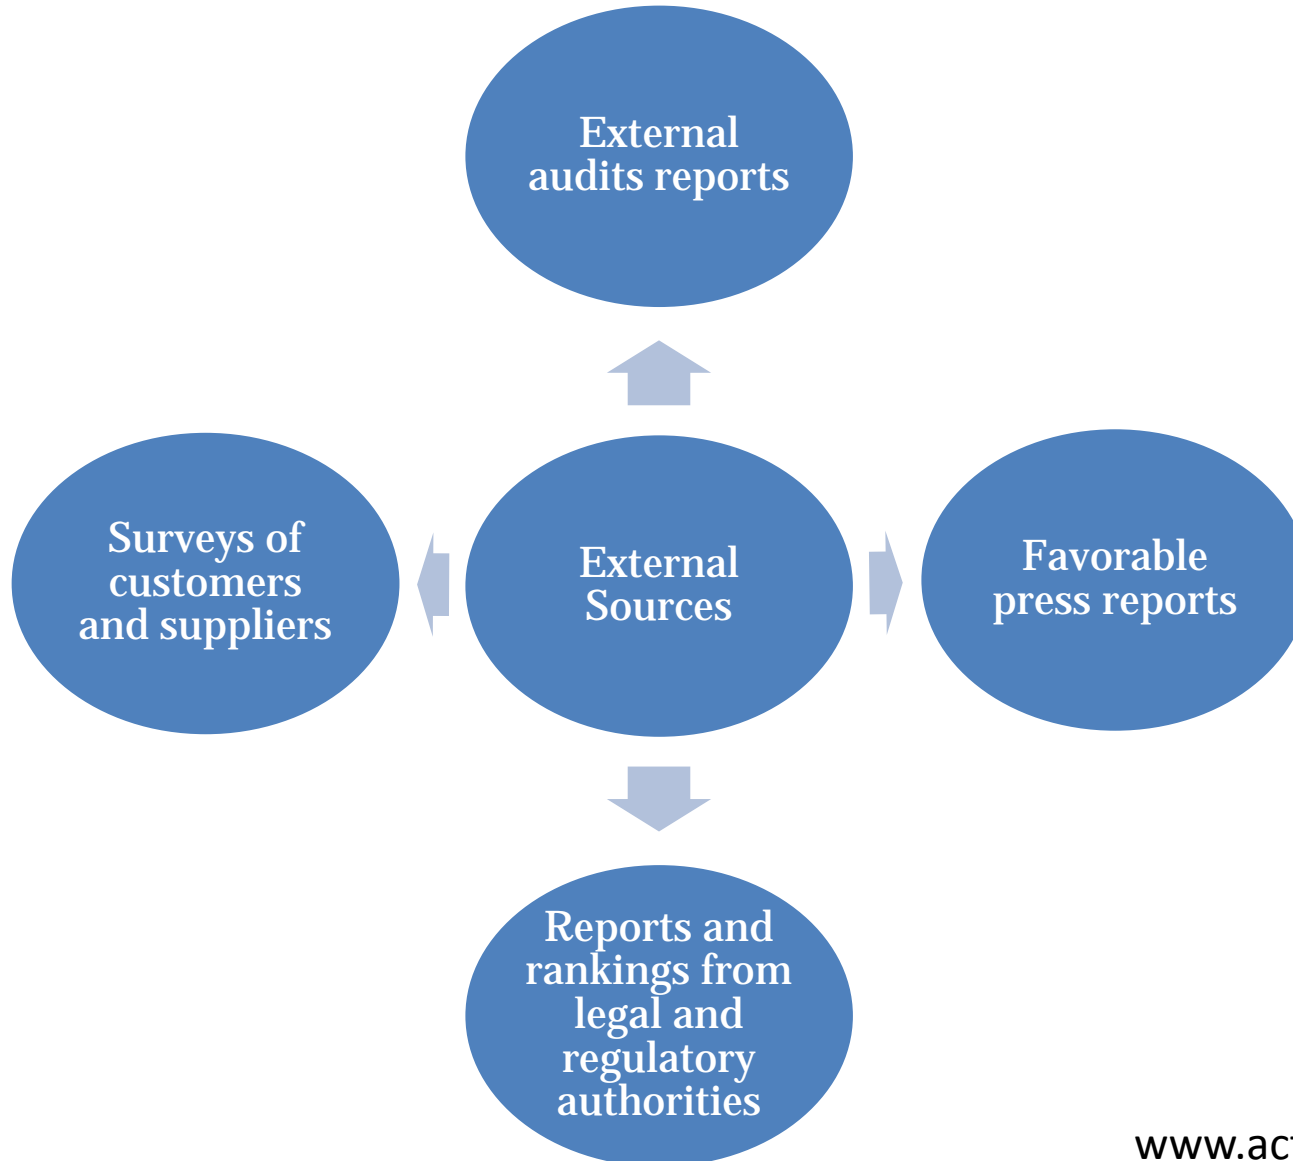 External
audits reports
Surveys of
customers
and suppliers
External
Sources
Favorable
press reports
Reports and
rankings from
legal and
regulatory
authorities
www.act